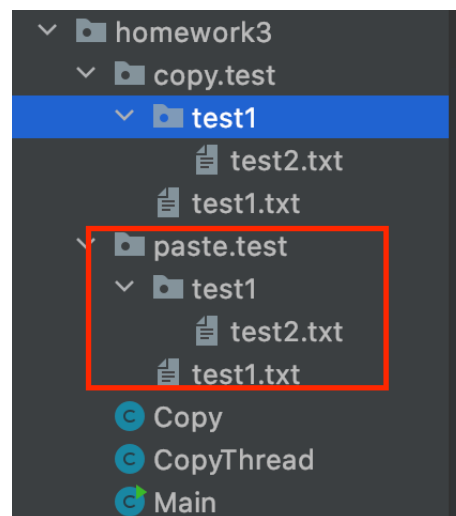 homework3
copy.test
test1
test2.txt
test1.txt
paste.test
test1
test2.txt
test1.txt
C Copy
C CopyThread
C Main